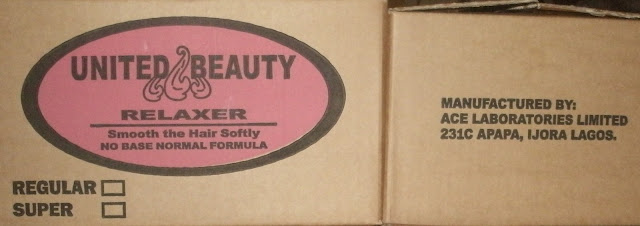 UNITED BEAUTY
RELAXER
Smooth the Hair Softly
NO BASE NORMAL FORMULA
REGULAR
SUPER
MANUFACTURED BY:
ACE LABORATORIES LIMITED
231C APAPA, IJORA LAGOS.